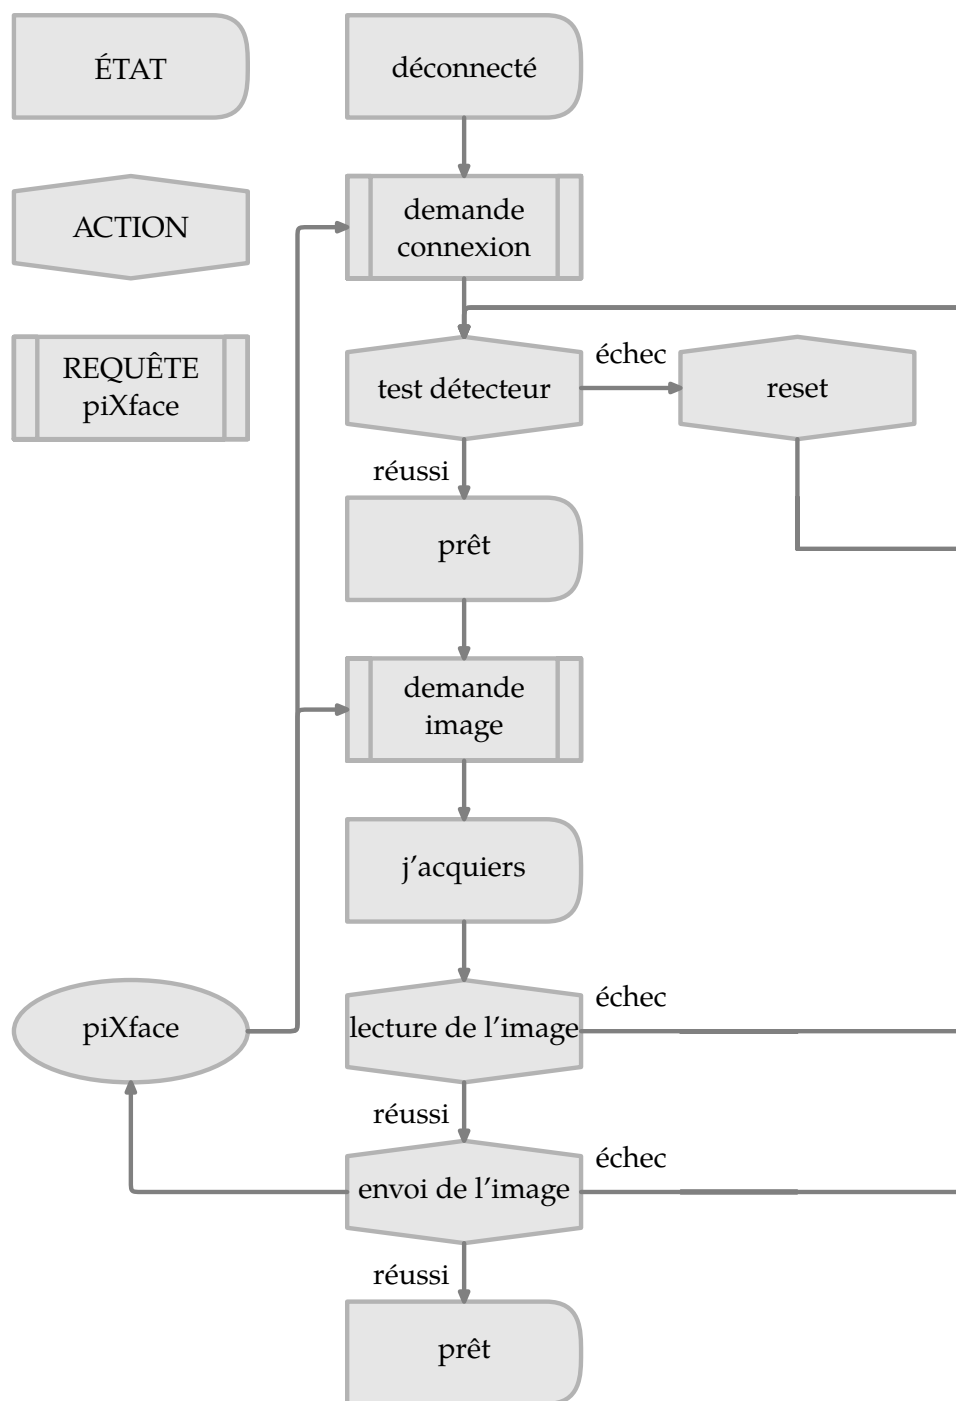 ÉTAT
déconnecté
ACTION
demande
connexion
REQUÊTE
piXface
test détecteur
échec
reset
réussi
prêt
demande
image
j'acquiers
piXface
lecture de l'image
échec
réussi
envoi de l'image
échec
réussi
prêt